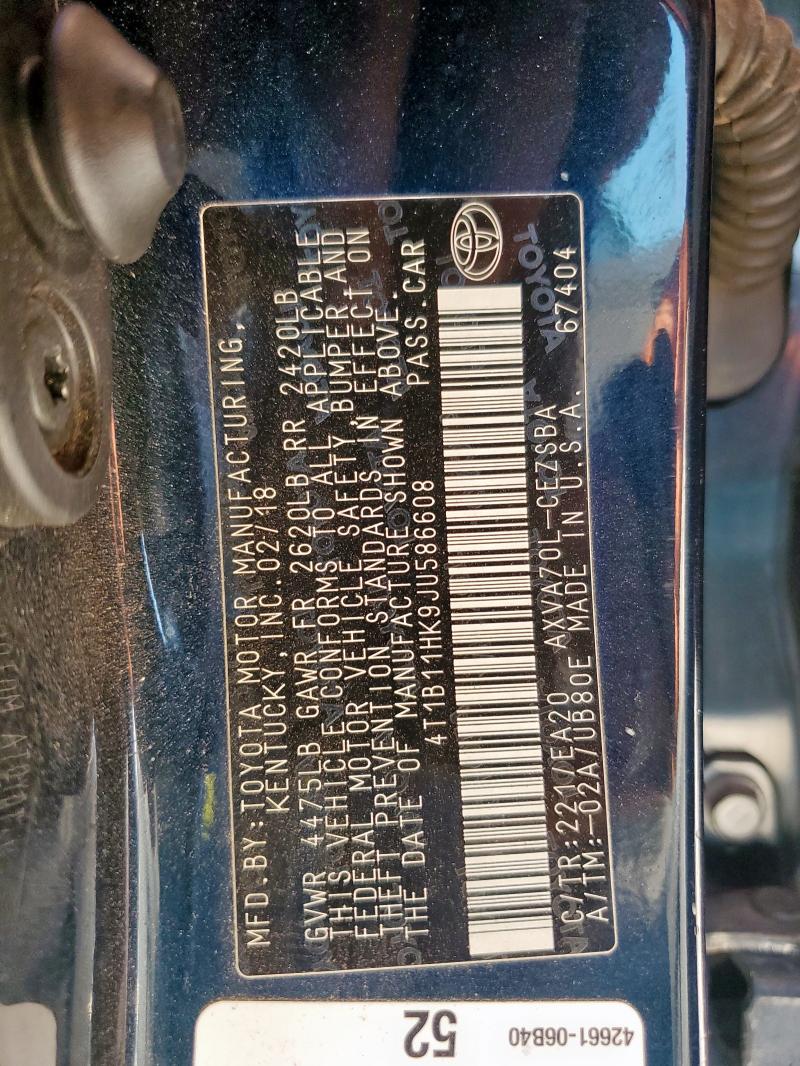 MFD.BY:TOYOTA MOTOR MANUFACTURING,
KENTUCKY, INC.02/18
GVWR 4475LB GAWR FR 2620LB RR 2420LB
THIS VEHICLE CONFORMS TO ALL APPLICABLE
FEDERAL MOTOR VEHICLE SAFETY, BUMPER AND
THEFT PREVENTION STANDARDS IN EFFECT ON
THE DATE OF MANUFACTURE SHOWN ABOVE.
4T1B11HK9JU586608 PASS.CAR
C/TR:221 /EA20 AXVA70L-CEZSBA
A/TM:-02A/UB80E MADE IN U.S.A. 67404
TOYOTA
52
42661-06B40